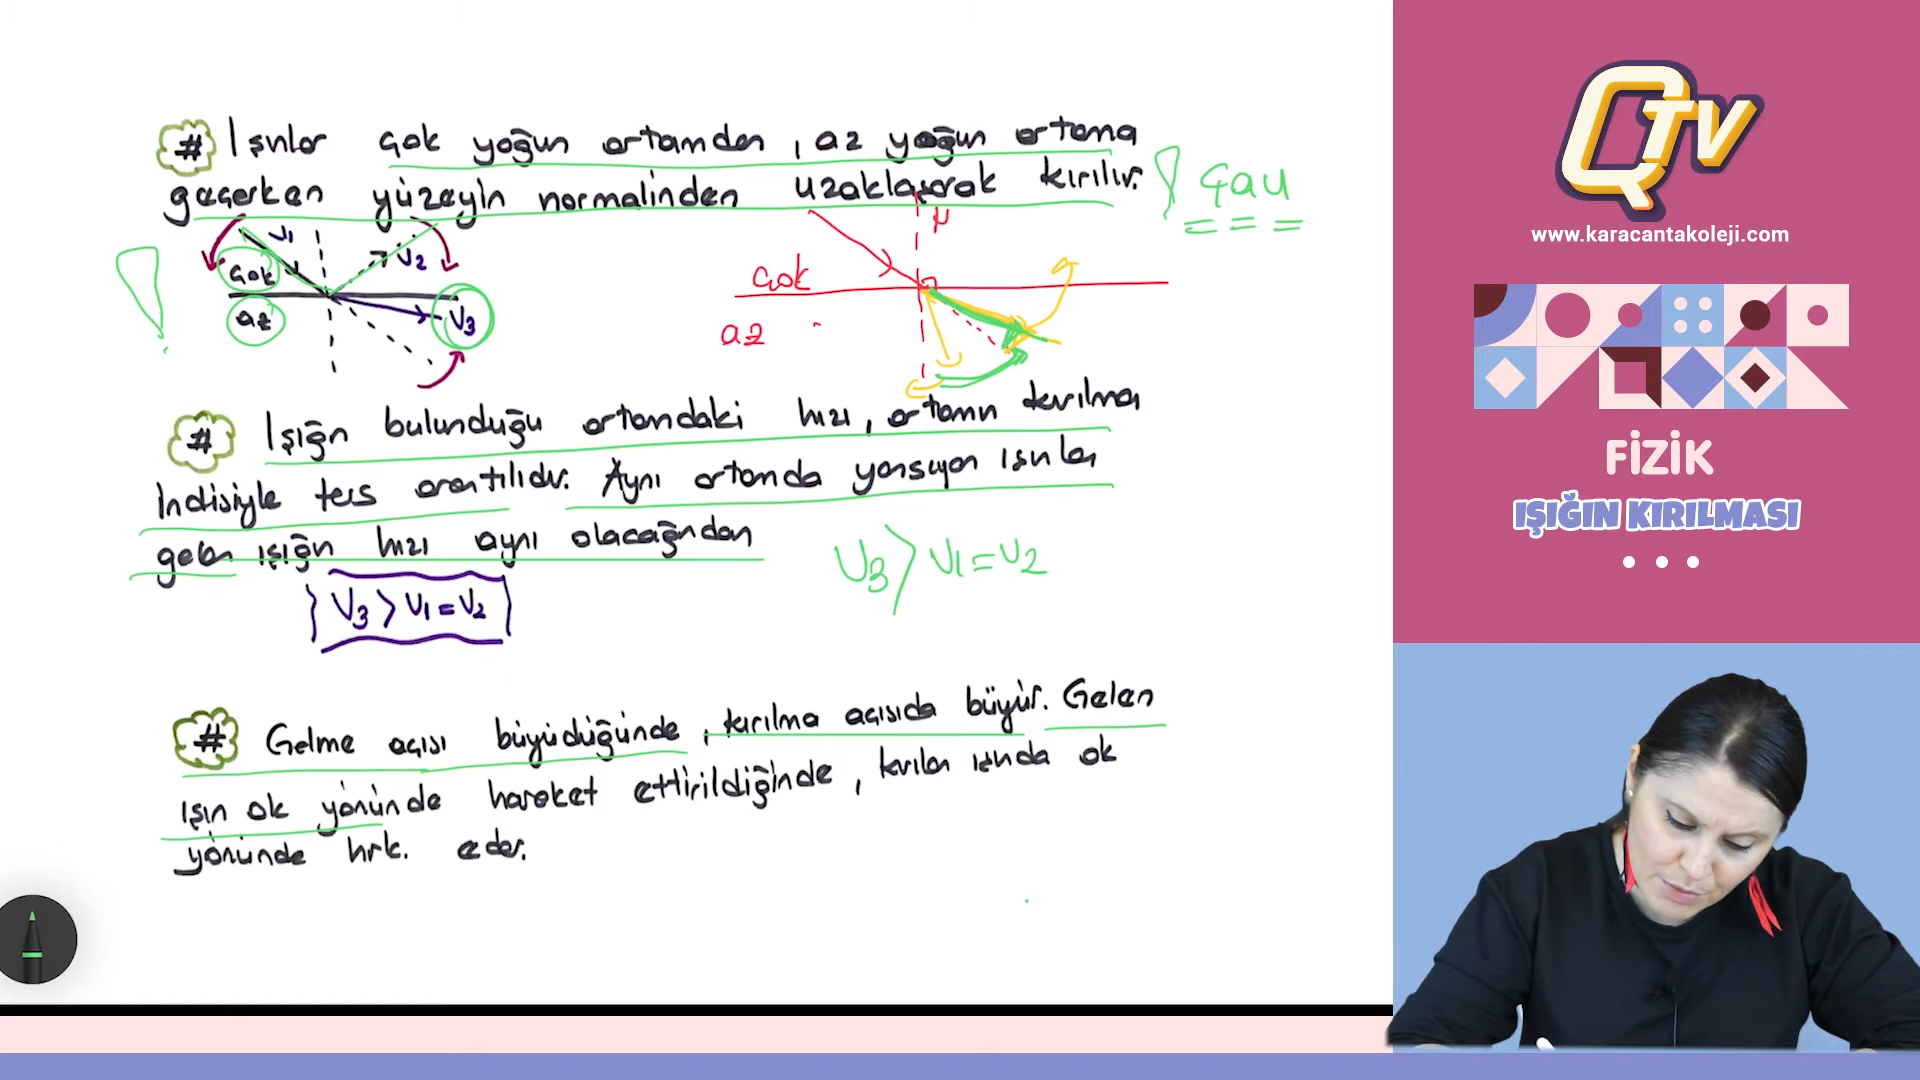 # Işınlar çok yoğun ortamdan, az yoğun ortama
geçerken yüzeyin normalinden uzaklaşarak kırılır.
! ÇAU
V1
V2
Çok
az
V3
!
N
Çok
az
# Işığın bulunduğu ortamdaki hızı, ortamın kırılma
indisiyle ters orantılıdır. Aynı ortamda yansıyan ışınlar
gelen ışığın hızı aynı olacağından
V3 > V1 = V2
V3 > V1 = V2
# Gelme açısı büyüdüğünde, kırılma açısıda büyür. Gelen
ışın ok yönünde hareket ettirildiğinde, kırılan ışında ok
yönünde hrk. eder.
QTV
www.karacantakoleji.com
FİZİK
IŞIĞIN KIRILMASI